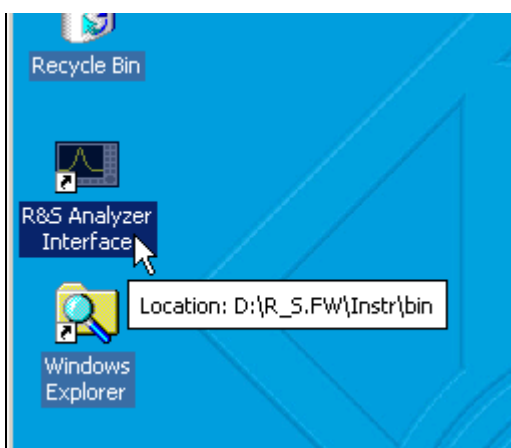 Recycle Bin
R&S Analyzer
Interface
Location: D:\R_S.FW\Instr\bin
Windows
Explorer